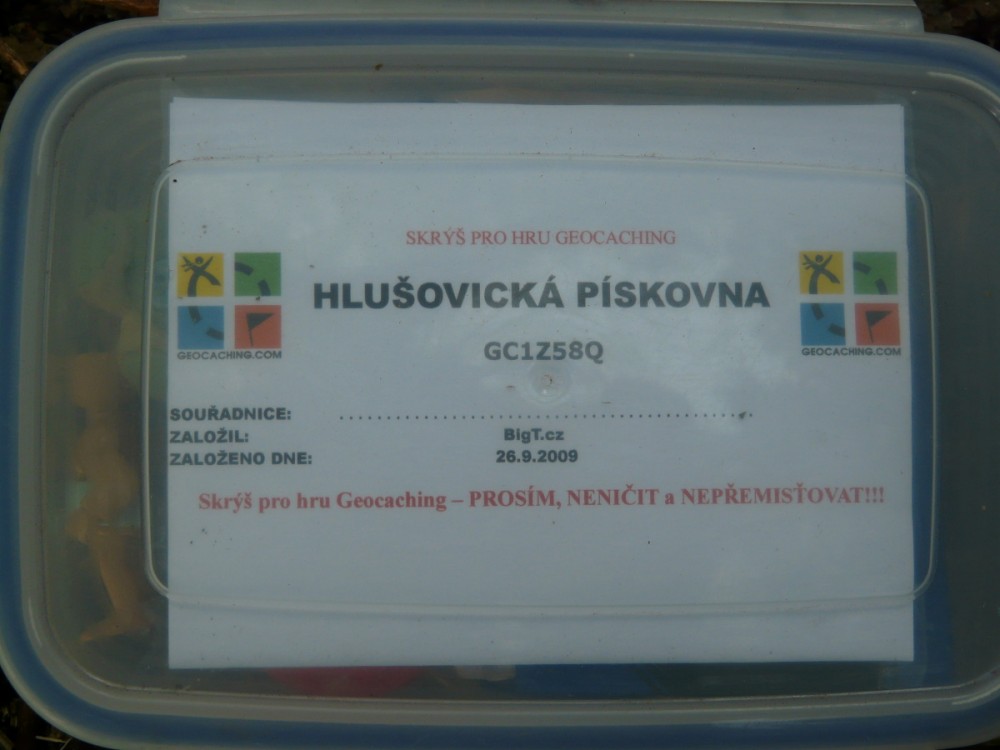 SKRÝŠ PRO HRU GEOCACHING
HLUŠOVICKÁ PÍSKOVNA
GEOCACHING.COM
GEOCACHING.COM
GC1Z58Q
SOUŘADNICE: ....................................................
ZALOŽIL: BigT.cz
ZALOŽENO DNE: 26.9.2009
Skrýš pro hru Geocaching – PROSÍM, NENIČIT a NEPŘEMISŤOVAT!!!